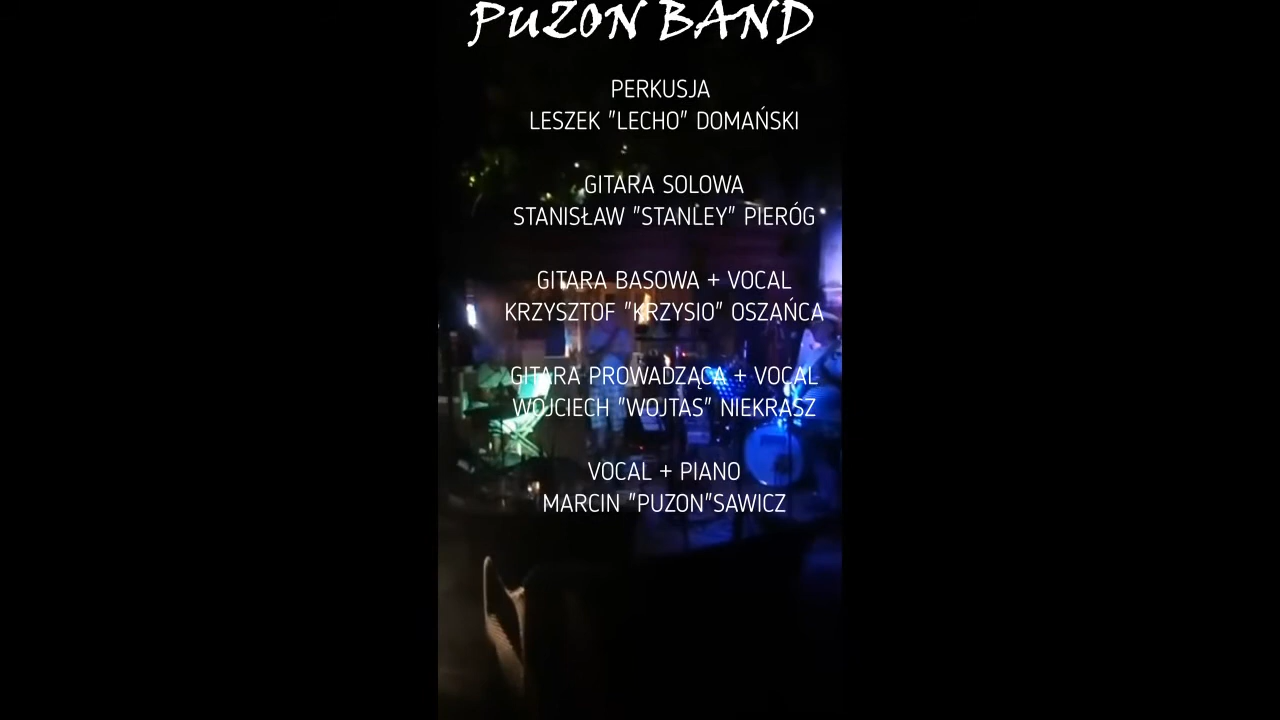 PUZON BAND
PERKUSJA
LESZEK "LECHO" DOMAŃSKI
GITARA SOLOWA
STANISŁAW "STANLEY" PIERÓG
GITARA BASOWA + VOCAL
KRZYSZTOF "KRZYSIO" OSZAŃCA
GITARA PROWADZĄCA + VOCAL
WOJCIECH "WOJTAS" NIEKRASZ
VOCAL + PIANO
MARCIN "PUZON"SAWICZ